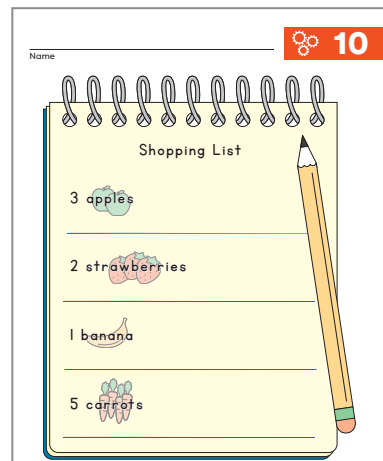 10
Name
Shopping List
3 apples
2 strawberries
1 banana
5 carrots